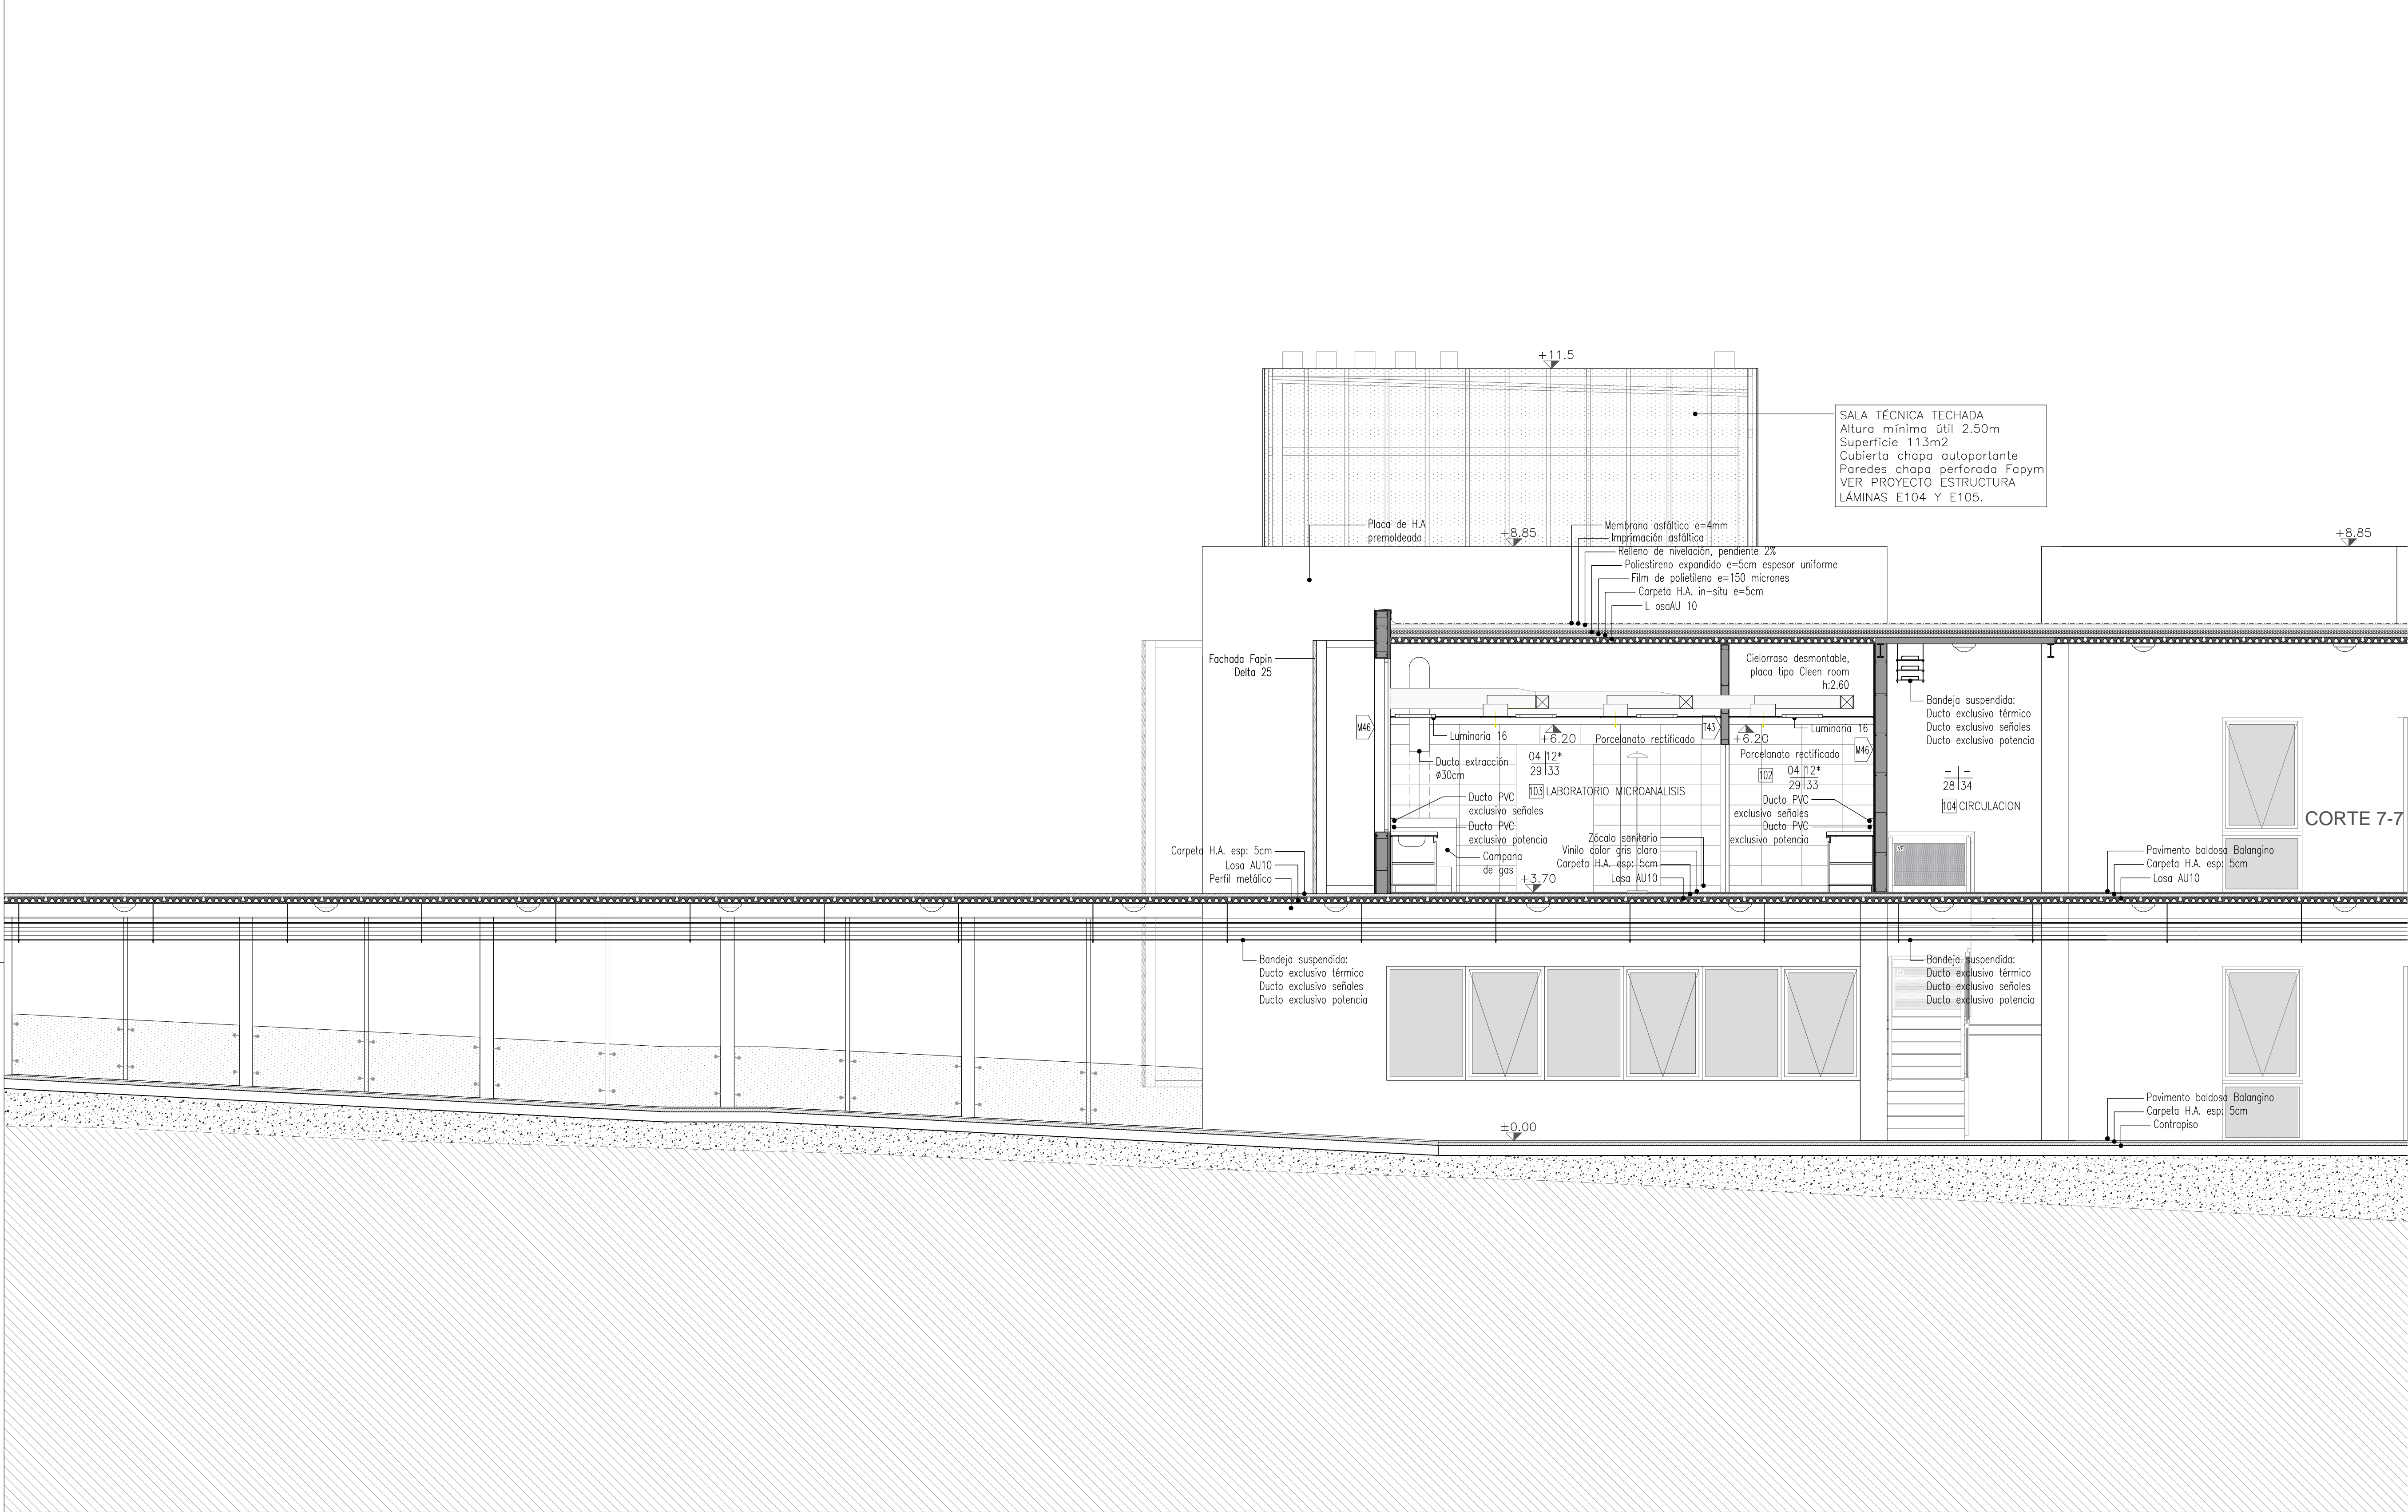 +11.5
SALA TÉCNICA TECHADA
Altura mínima útil 2.50m
Superficie 113m2
Cubierta chapa autoportante
Paredes chapa perforada Fapym
VER PROYECTO ESTRUCTURA
LÁMINAS E104 Y E105.
Placa de H.A
premoldeado
+8.85
+8.85
Membrana asfáltica e=4mm
Imprimación asfáltica
Relleno de nivelación, pendiente 2%
Poliestireno expandido e=5cm espesor uniforme
Film de polietileno e=150 micrones
Carpeta H.A. in-situ e=5cm
L osaAU 10
Fachada Fapin
Delta 25
Cielorraso desmontable,
placa tipo Cleen room
h:2.60
Bandeja suspendida:
Ducto exclusivo térmico
Ducto exclusivo señales
Ducto exclusivo potencia
M46
Luminaria 16
+6.20
Porcelanato rectificado
T43
+6.20
Luminaria 16
Porcelanato rectificado
M46
Ducto extracción
ø30cm
04 12*
29 33
102
04 12*
29 33
- -
28 34
103 LABORATORIO MICROANALISIS
104 CIRCULACION
Ducto PVC
exclusivo señales
Ducto PVC
exclusivo potencia
Ducto PVC
exclusivo señales
Ducto PVC
exclusivo potencia
CORTE 7-7
Campana
de gas
Zócalo sanitario
Vinilo color gris claro
Carpeta H.A. esp: 5cm
Losa AU10
+3.70
Carpeta H.A. esp: 5cm
Losa AU10
Perfil metálico
Pavimento baldosa Balangino
Carpeta H.A. esp: 5cm
Losa AU10
Bandeja suspendida:
Ducto exclusivo térmico
Ducto exclusivo señales
Ducto exclusivo potencia
Bandeja suspendida:
Ducto exclusivo térmico
Ducto exclusivo señales
Ducto exclusivo potencia
±0.00
Pavimento baldosa Balangino
Carpeta H.A. esp: 5cm
Contrapiso